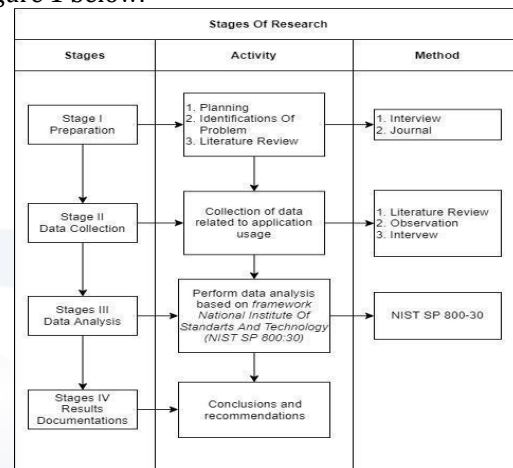 gure 1 below.
Stages Of Research
Stages
Activity
Method
Stage I
Preparation
1. Planning
2. Identifications Of
Problem
3. Literature Review
1. Interview
2. Journal
Stage II
Data Collection
Collection of data
related to application
usage
1. Literature Review
2. Observation
3. Intervew
Stages III
Data Analysis
Perform data analysis
based on framework
National Institute Of
Standarts And Technology
(NIST SP 800:30)
NIST SP 800-30
Stages IV
Results
Documentations
Conclusions and
recommendations